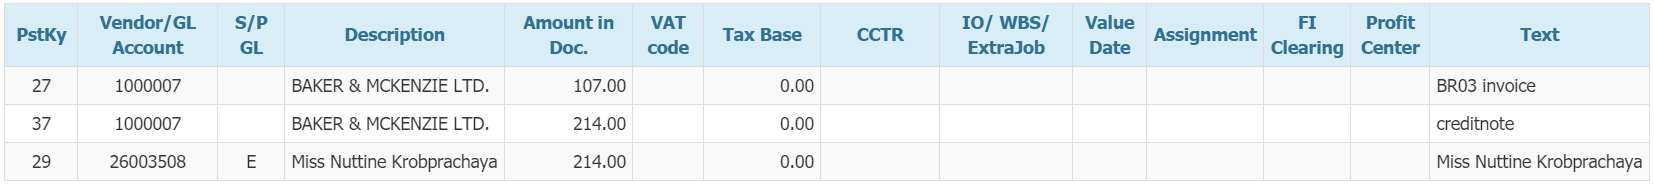 PstKy Vendor/GL Account S/P GL Description Amount in Doc. VAT code Tax Base CCTR IO/ WBS/ ExtraJob Value Date Assignment FI Clearing Profit Center Text
27 1000007 BAKER & MCKENZIE LTD. 107.00 0.00 BR03 invoice
37 1000007 BAKER & MCKENZIE LTD. 214.00 0.00 creditnote
29 26003508 E Miss Nuttine Krobprachaya 214.00 0.00 Miss Nuttine Krobprachaya